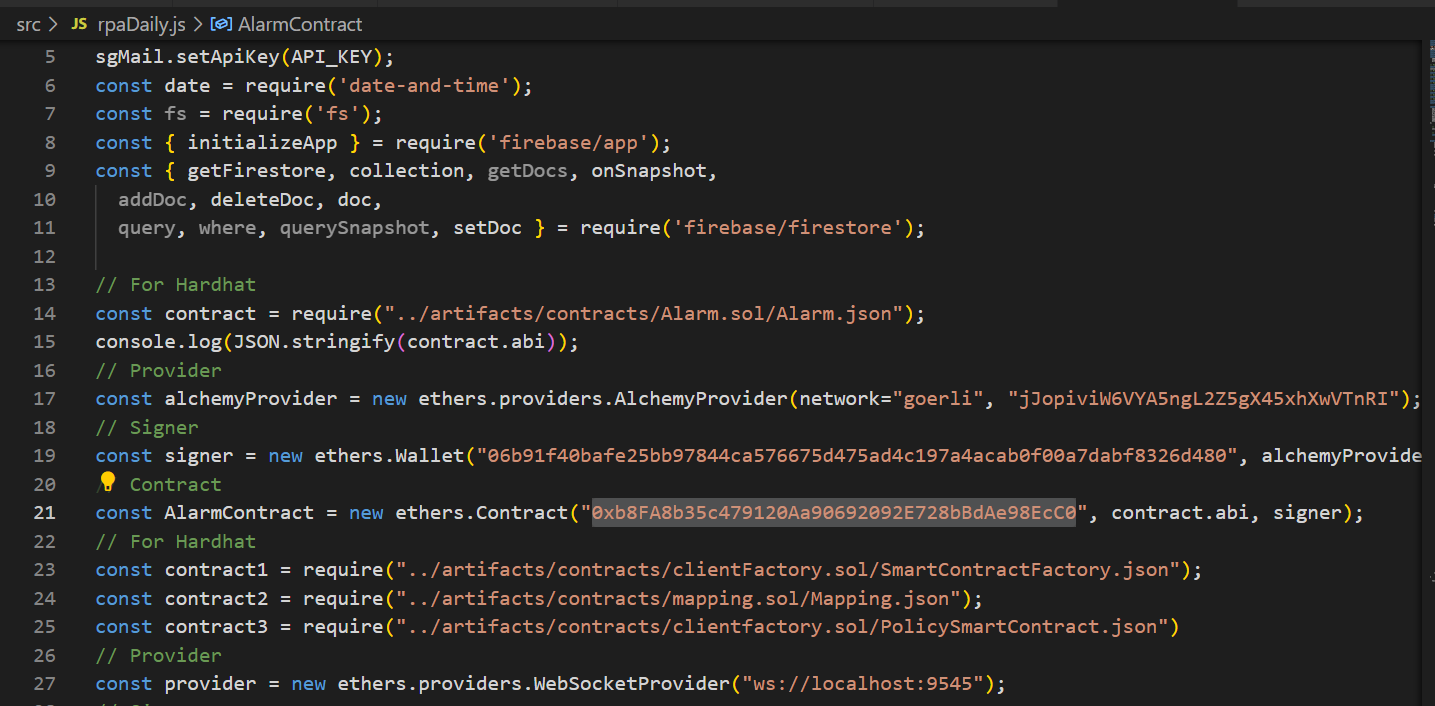 src > JS rpaDaily.js > AlarmContract
5 sgMail.setApiKey(API_KEY);
6 const date = require('date-and-time');
7 const fs = require('fs');
8 const { initializeApp } = require('firebase/app');
9 const { getFirestore, collection, getDocs, onSnapshot,
10 addDoc, deleteDoc, doc,
11 query, where, querySnapshot, setDoc } = require('firebase/firestore');
12
13 // For Hardhat
14 const contract = require("../artifacts/contracts/Alarm.sol/Alarm.json");
15 console.log(JSON.stringify(contract.abi));
16 // Provider
17 const alchemyProvider = new ethers.providers.AlchemyProvider(network="goerli", "jJopiviW6VYA5ngL2Z5gX45xhXwVTnRI");
18 // Signer
19 const signer = new ethers.Wallet("06b91f40bafe25bb97844ca576675d475ad4c197a4acab0f00a7dabf8326d480", alchemyProvide
20 // Contract
21 const AlarmContract = new ethers.Contract("0xb8FA8b35c479120Aa90692092E728bBdAe98EcC0", contract.abi, signer);
22 // For Hardhat
23 const contract1 = require("../artifacts/contracts/clientFactory.sol/SmartContractFactory.json");
24 const contract2 = require("../artifacts/contracts/mapping.sol/Mapping.json");
25 const contract3 = require("../artifacts/contracts/clientfactory.sol/PolicySmartContract.json")
26 // Provider
27 const provider = new ethers.providers.WebSocketProvider("ws://localhost:9545");